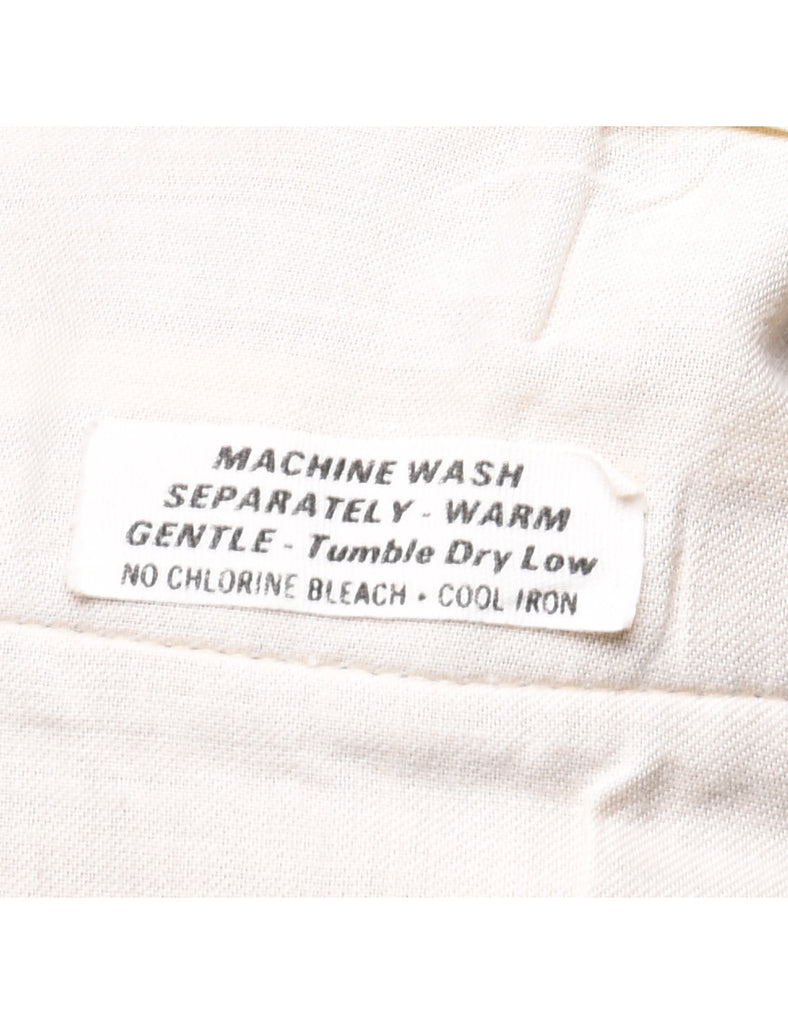 MACHINE WASH
SEPARATELY - WARM
GENTLE - Tumble Dry Low
NO CHLORINE BLEACH • COOL IRON